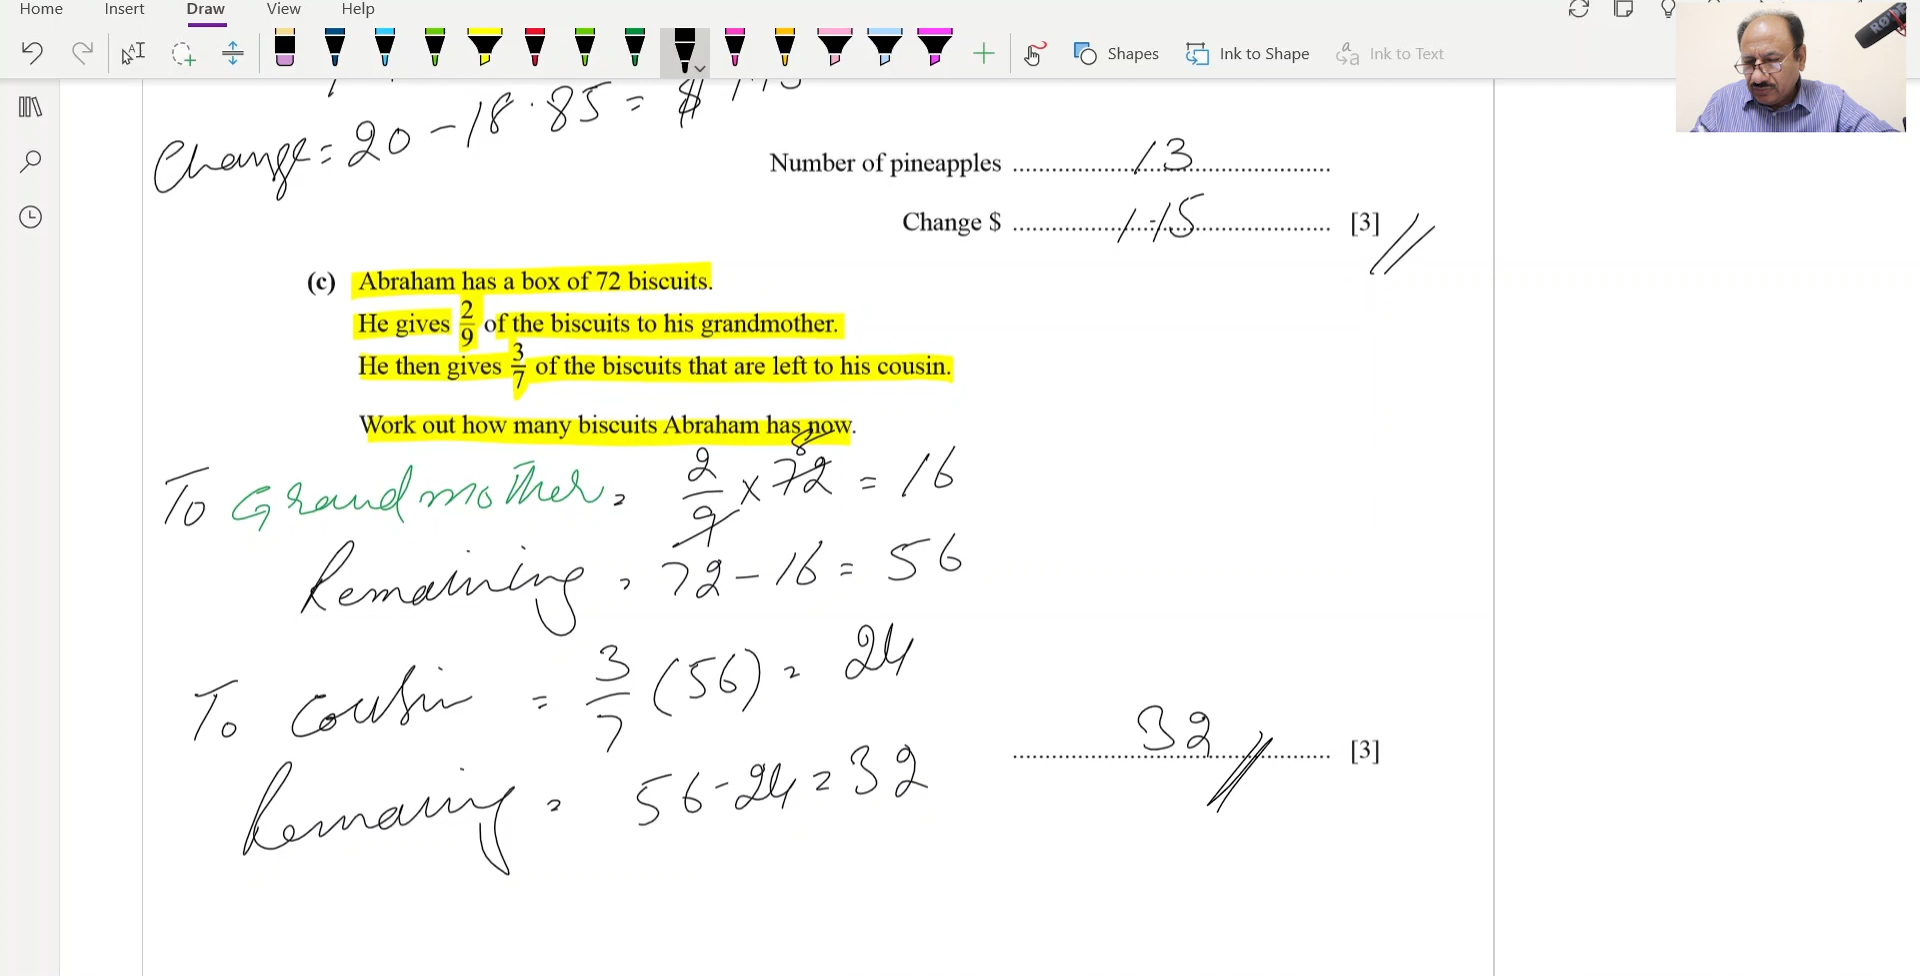 Home Insert Draw View Help
Shapes Ink to Shape Ink to Text
RODE
Change = 20 - 18.85 = $ 1.15
Number of pineapples 13
Change $ 1.15 [3]
(c) Abraham has a box of 72 biscuits.
He gives 2/9 of the biscuits to his grandmother.
He then gives 3/7 of the biscuits that are left to his cousin.
Work out how many biscuits Abraham has now.
To Grandmother = 2/9 x 72 8 = 16
Remaining = 72 - 16 = 56
To cousin = 3/7 (56) = 24
32 [3]
Remaining = 56 - 24 = 32